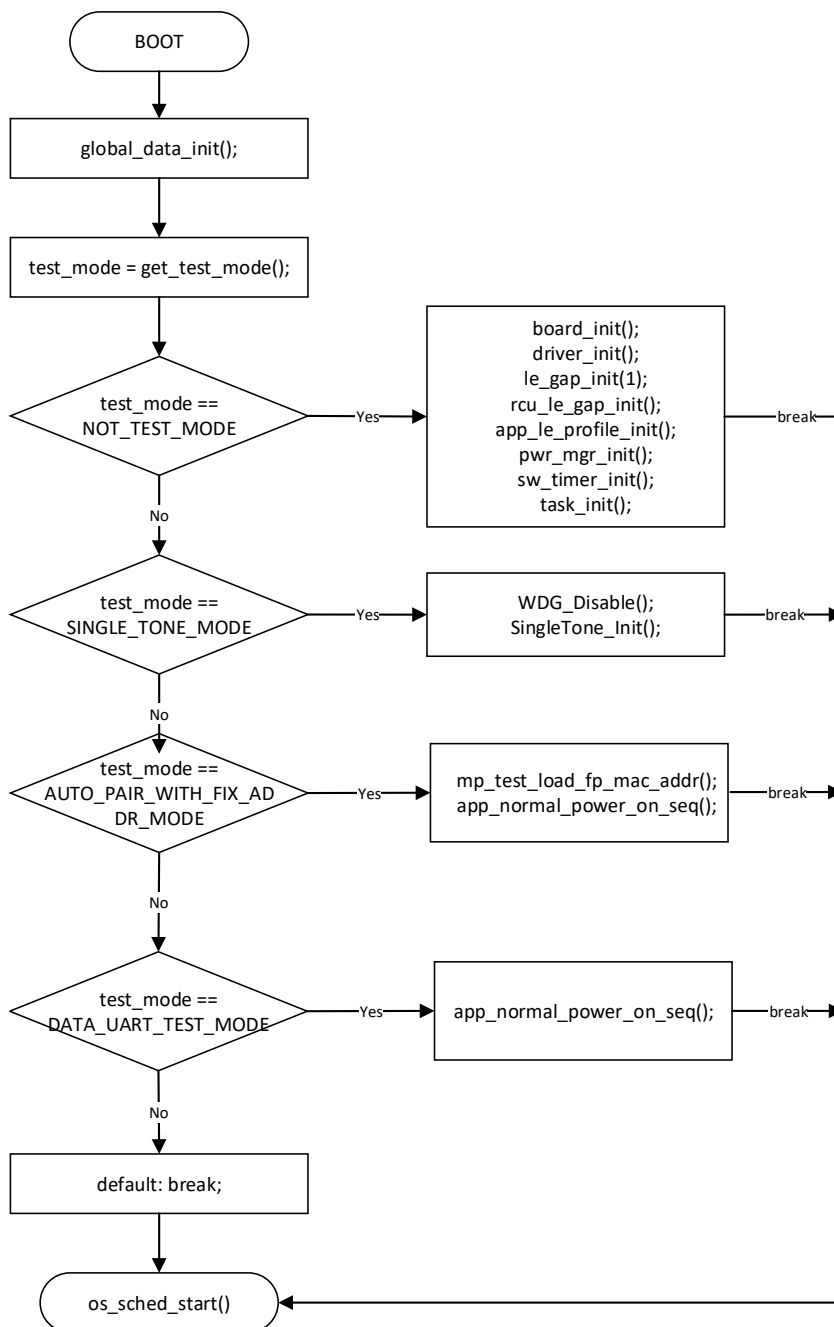 BOOT
global_data_init();
test_mode = get_test_mode();
test_mode ==
NOT_TEST_MODE
Yes
board_init();
driver_init();
le_gap_init(1);
rcu_le_gap_init();
app_le_profile_init();
pwr_mgr_init();
sw_timer_init();
task_init();
break
No
test_mode ==
SINGLE_TONE_MODE
Yes
WDG_Disable();
SingleTone_Init();
break
No
test_mode ==
AUTO_PAIR_WITH_FIX_AD
DR_MODE
Yes
mp_test_load_fp_mac_addr();
app_normal_power_on_seq();
break
No
test_mode ==
DATA_UART_TEST_MODE
Yes
app_normal_power_on_seq();
break
No
default: break;
os_sched_start()